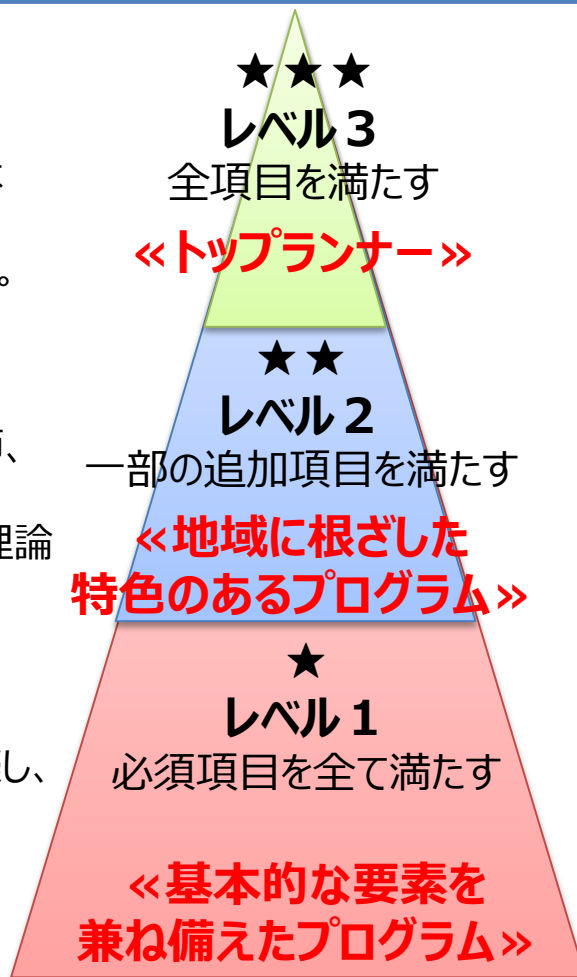 ★★★
レベル３
全項目を満たす
≪トップランナー≫
。
★★
レベル２
、
一部の追加項目を満たす
理論
≪地域に根ざした
特色のあるプログラム≫
★
レベル１
し、
必須項目を全て満たす
≪基本的な要素を
兼ね備えたプログラム≫